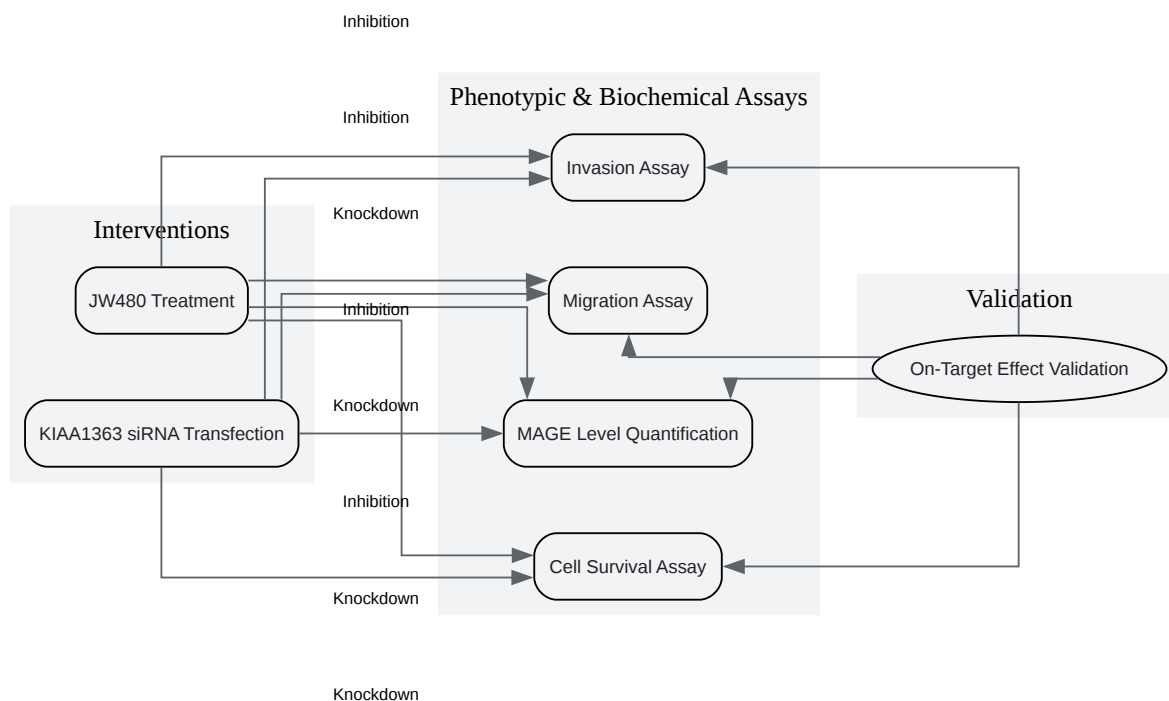 Inhibition
Phenotypic & Biochemical Assays
Inhibition
Invasion Assay
Knockdown
Interventions
JW480 Treatment
Migration Assay
Validation
Inhibition
On-Target Effect Validation
Knockdown
KIAA1363 siRNA Transfection
MAGE Level Quantification
Inhibition
Cell Survival Assay
Knockdown
Knockdown